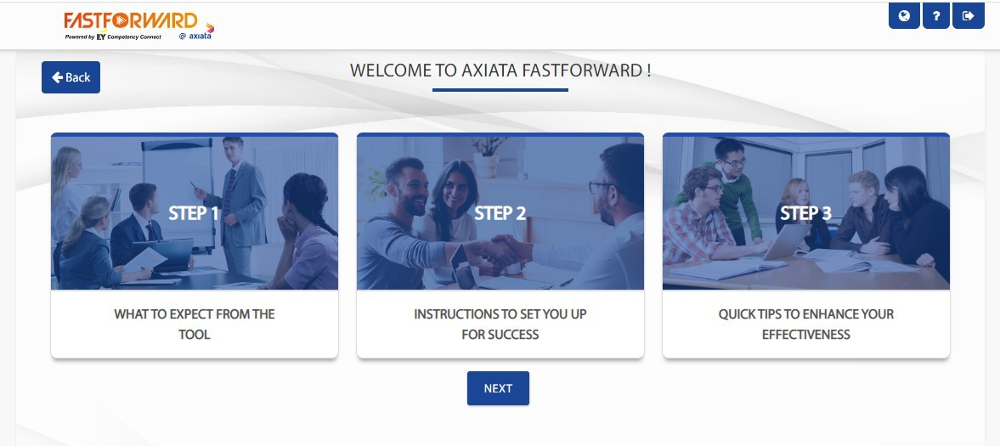 FASTFORWARD
Powered by EY Competency Connect @ axiata
?
Back
WELCOME TO AXIATA FASTFORWARD !
STEP 1
STEP 2
STEP 3
WHAT TO EXPECT FROM THE
TOOL
INSTRUCTIONS TO SET YOU UP
FOR SUCCESS
QUICK TIPS TO ENHANCE YOUR
EFFECTIVENESS
NEXT